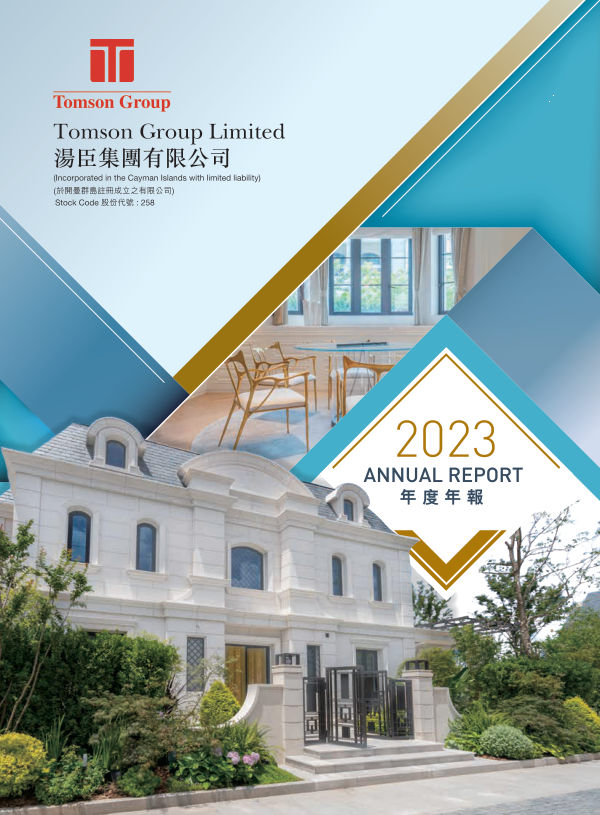 Tomson Group
Tomson Group Limited
湯臣集團有限公司
(Incorporated in the Cayman Islands with limited liability)
(於開曼群島註冊成立之有限公司)
Stock Code 股份代號 : 258
2023
ANNUAL REPORT
年度年報